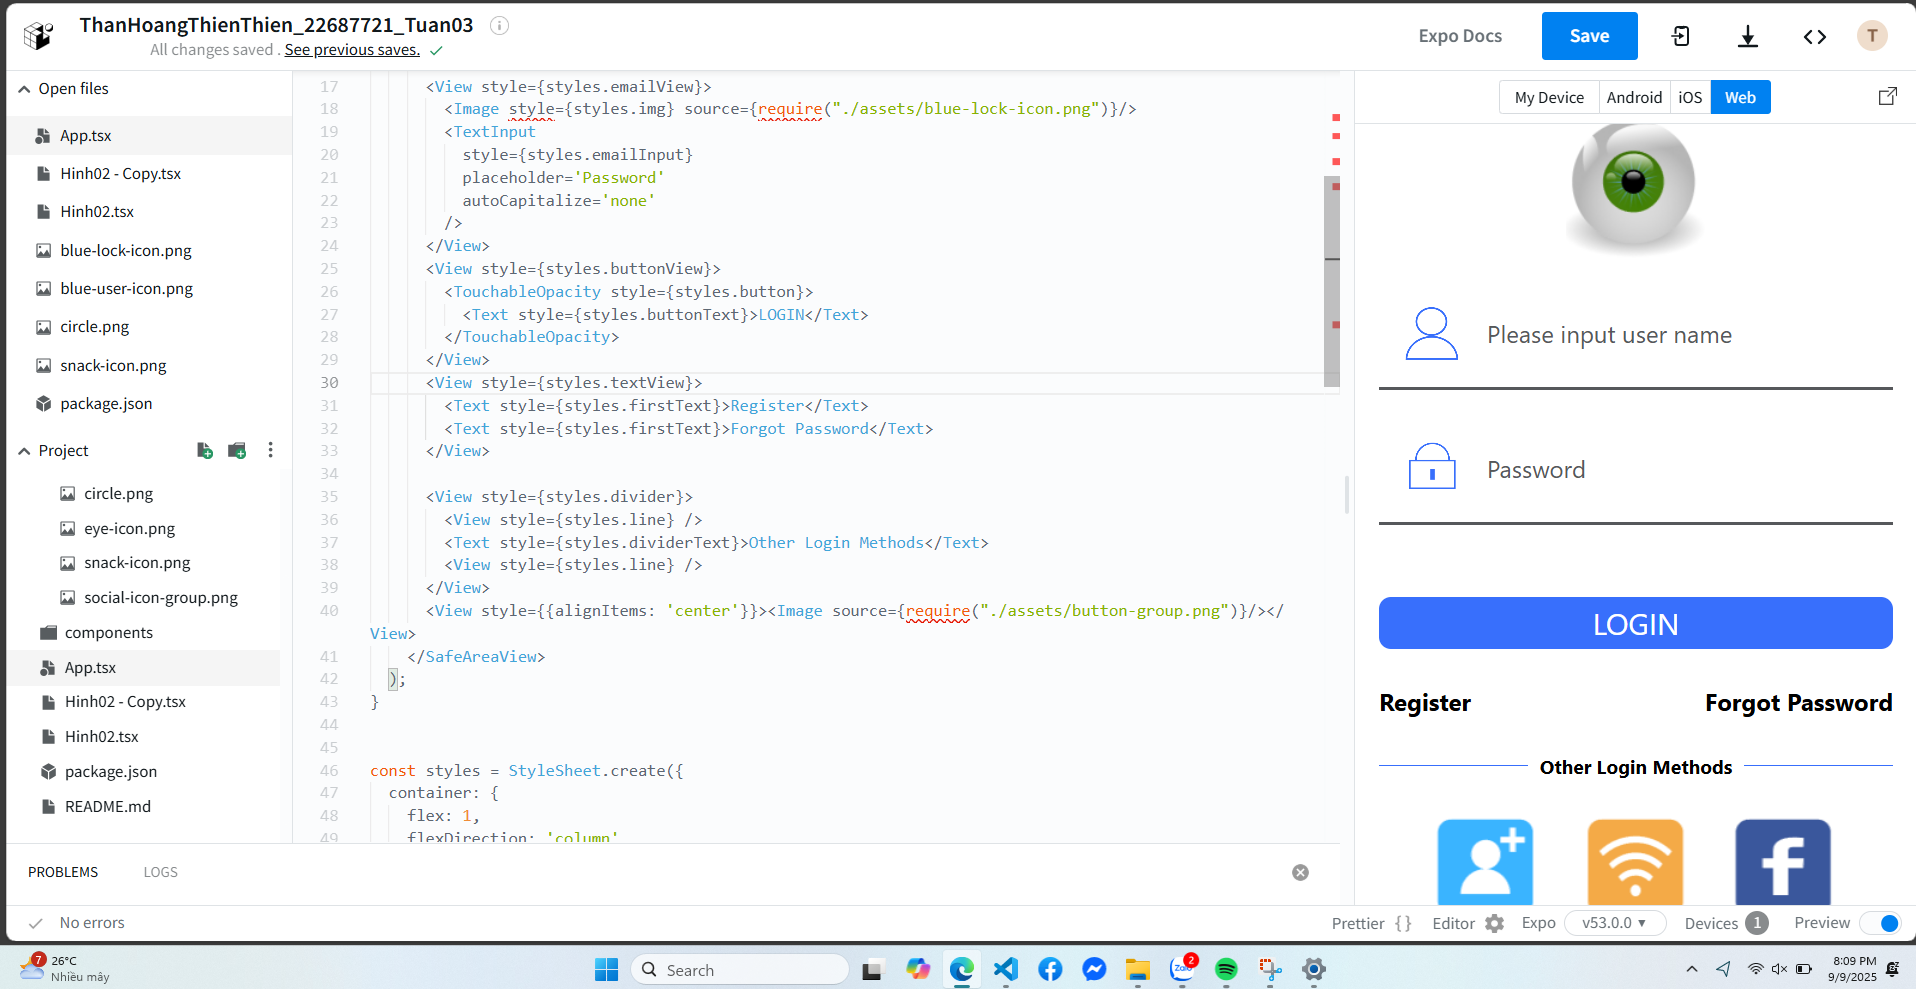 ThanHoangThienThien_22687721_Tuan03
All changes saved . See previous saves.
Expo Docs
Save
T
Open files
App.tsx
Hinh02 - Copy.tsx
Hinh02.tsx
blue-lock-icon.png
blue-user-icon.png
circle.png
snack-icon.png
package.json
Project
circle.png
eye-icon.png
snack-icon.png
social-icon-group.png
components
App.tsx
Hinh02 - Copy.tsx
Hinh02.tsx
package.json
README.md
17 <View style={styles.emailView}>
18 <Image style={styles.img} source={require("./assets/blue-lock-icon.png")}/>
19 <TextInput
20 style={styles.emailInput}
21 placeholder='Password'
22 autoCapitalize='none'
23 />
24 </View>
25 <View style={styles.buttonView}>
26 <TouchableOpacity style={styles.button}>
27 <Text style={styles.buttonText}>LOGIN</Text>
28 </TouchableOpacity>
29 </View>
30 <View style={styles.textView}>
31 <Text style={styles.firstText}>Register</Text>
32 <Text style={styles.firstText}>Forgot Password</Text>
33 </View>
34
35 <View style={styles.divider}>
36 <View style={styles.line} />
37 <Text style={styles.dividerText}>Other Login Methods</Text>
38 <View style={styles.line} />
39 </View>
40 <View style={{alignItems: 'center'}}><Image source={require("./assets/button-group.png")}/></
View>
41 </SafeAreaView>
42 );
43 }
44
45
46 const styles = StyleSheet.create({
47 container: {
48 flex: 1,
49 flexDirection: 'column'
My Device Android iOS Web
Please input user name
Password
LOGIN
Register Forgot Password
Other Login Methods
f
PROBLEMS LOGS
No errors
Prettier { } Editor Expo v53.0.0 Devices 1 Preview
7
26°C
Nhiều mây
Search
Zalo
2
8:09 PM
9/9/2025